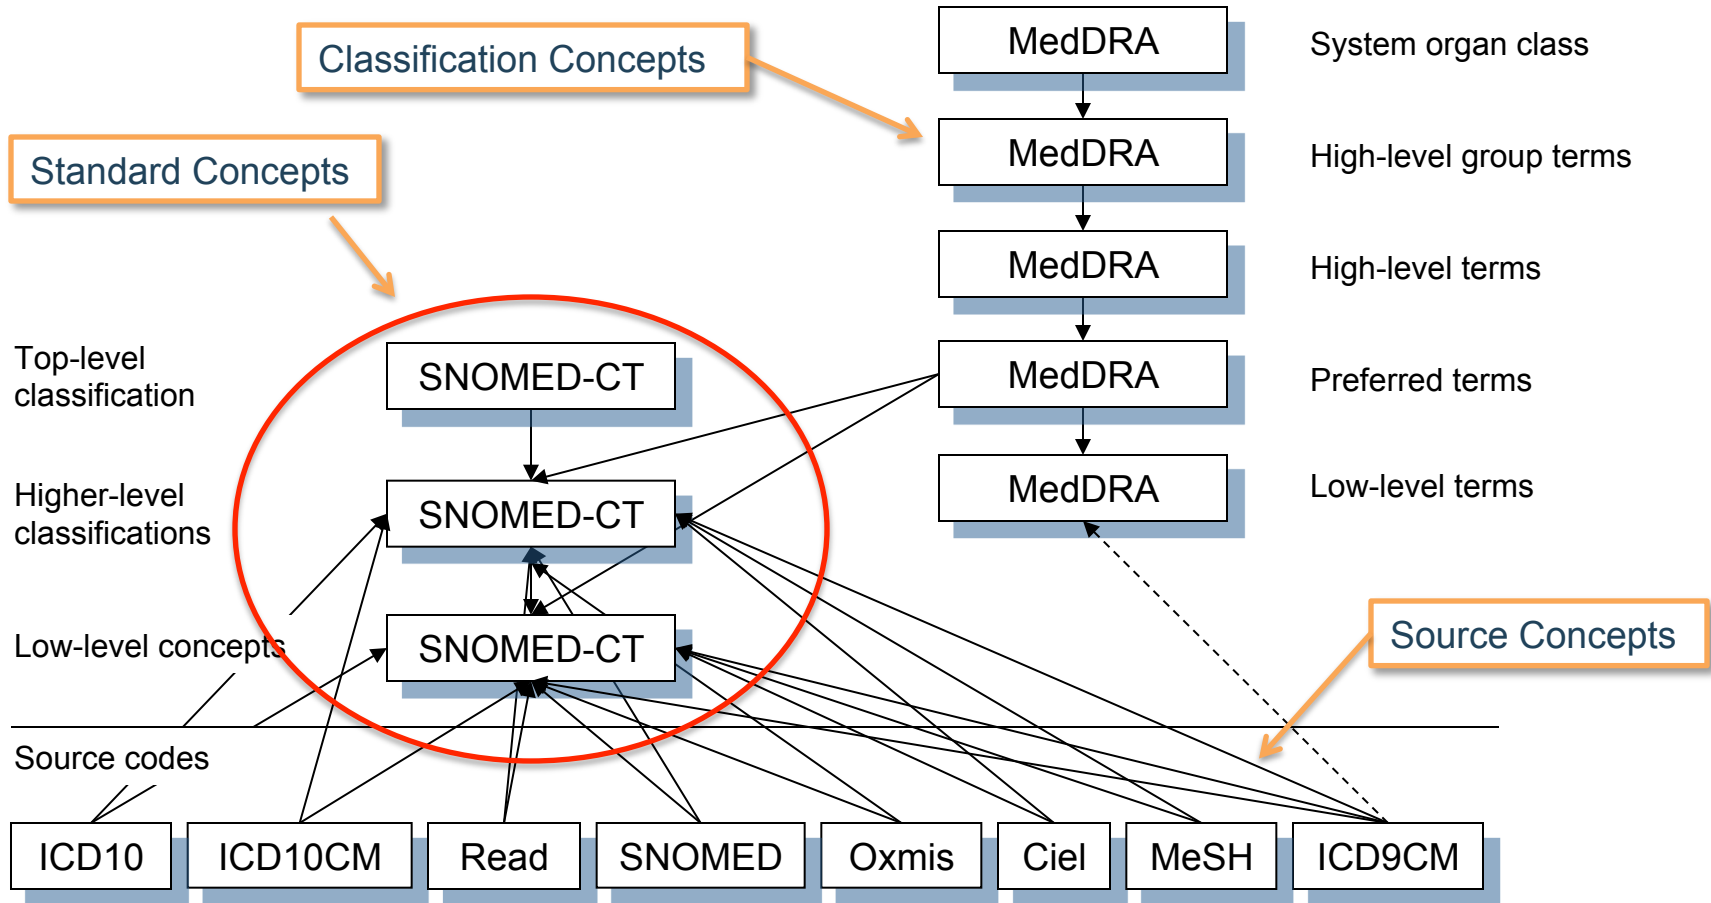 MedDRA
System organ class
Classification Concepts
MedDRA
High-level group terms
Standard Concepts
MedDRA
High-level terms
Top-level
classification
SNOMED-CT
MedDRA
Preferred terms
Higher-level
classifications
SNOMED-CT
MedDRA
Low-level terms
Low-level concepts
SNOMED-CT
Source Concepts
Source codes
ICD10
ICD10CM
Read
SNOMED
Oxmis
Ciel
MeSH
ICD9CM